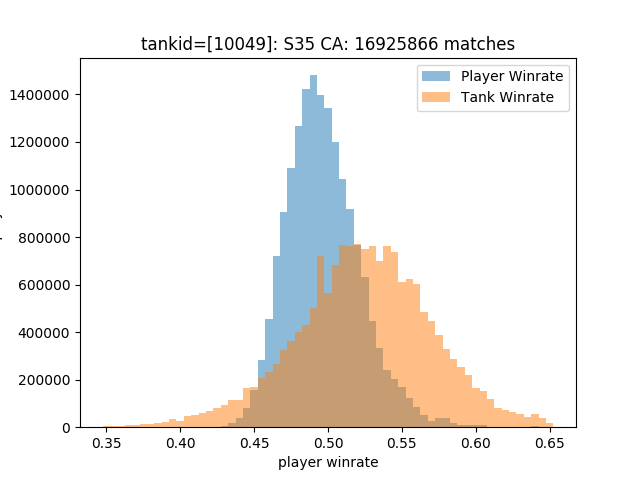 tankid=[10049]: S35 CA: 16925866 matches
Player Winrate
Tank Winrate
1400000
1200000
1000000
800000
600000
400000
200000
0
0.35 0.40 0.45 0.50 0.55 0.60 0.65
player winrate